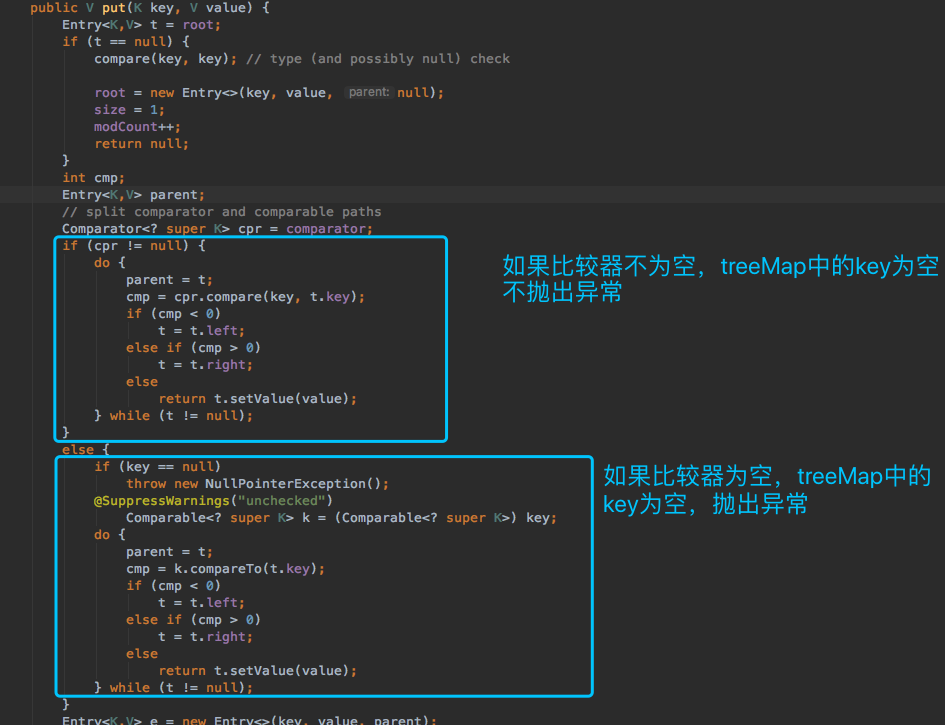 public V put(K key, V value) {
Entry<K,V> t = root;
if (t == null) {
compare(key, key); // type (and possibly null) check
root = new Entry<>(key, value, parent: null);
size = 1;
modCount++;
return null;
}
int cmp;
Entry<K,V> parent;
// split comparator and comparable paths
Comparator<? super K> cpr = comparator;
if (cpr != null) {
do {
parent = t;
cmp = cpr.compare(key, t.key);
if (cmp < 0)
t = t.left;
else if (cmp > 0)
t = t.right;
else
return t.setValue(value);
} while (t != null);
}
如果比较器不为空，treeMap中的key为空
不抛出异常
else {
if (key == null)
throw new NullPointerException();
@SuppressWarnings("unchecked")
Comparable<? super K> k = (Comparable<? super K>) key;
do {
parent = t;
cmp = k.compareTo(t.key);
if (cmp < 0)
t = t.left;
else if (cmp > 0)
t = t.right;
else
return t.setValue(value);
} while (t != null);
}
如果比较器为空，treeMap中的
key为空，抛出异常
Entry<K,V> e = new Entry<>(key, value, parent);